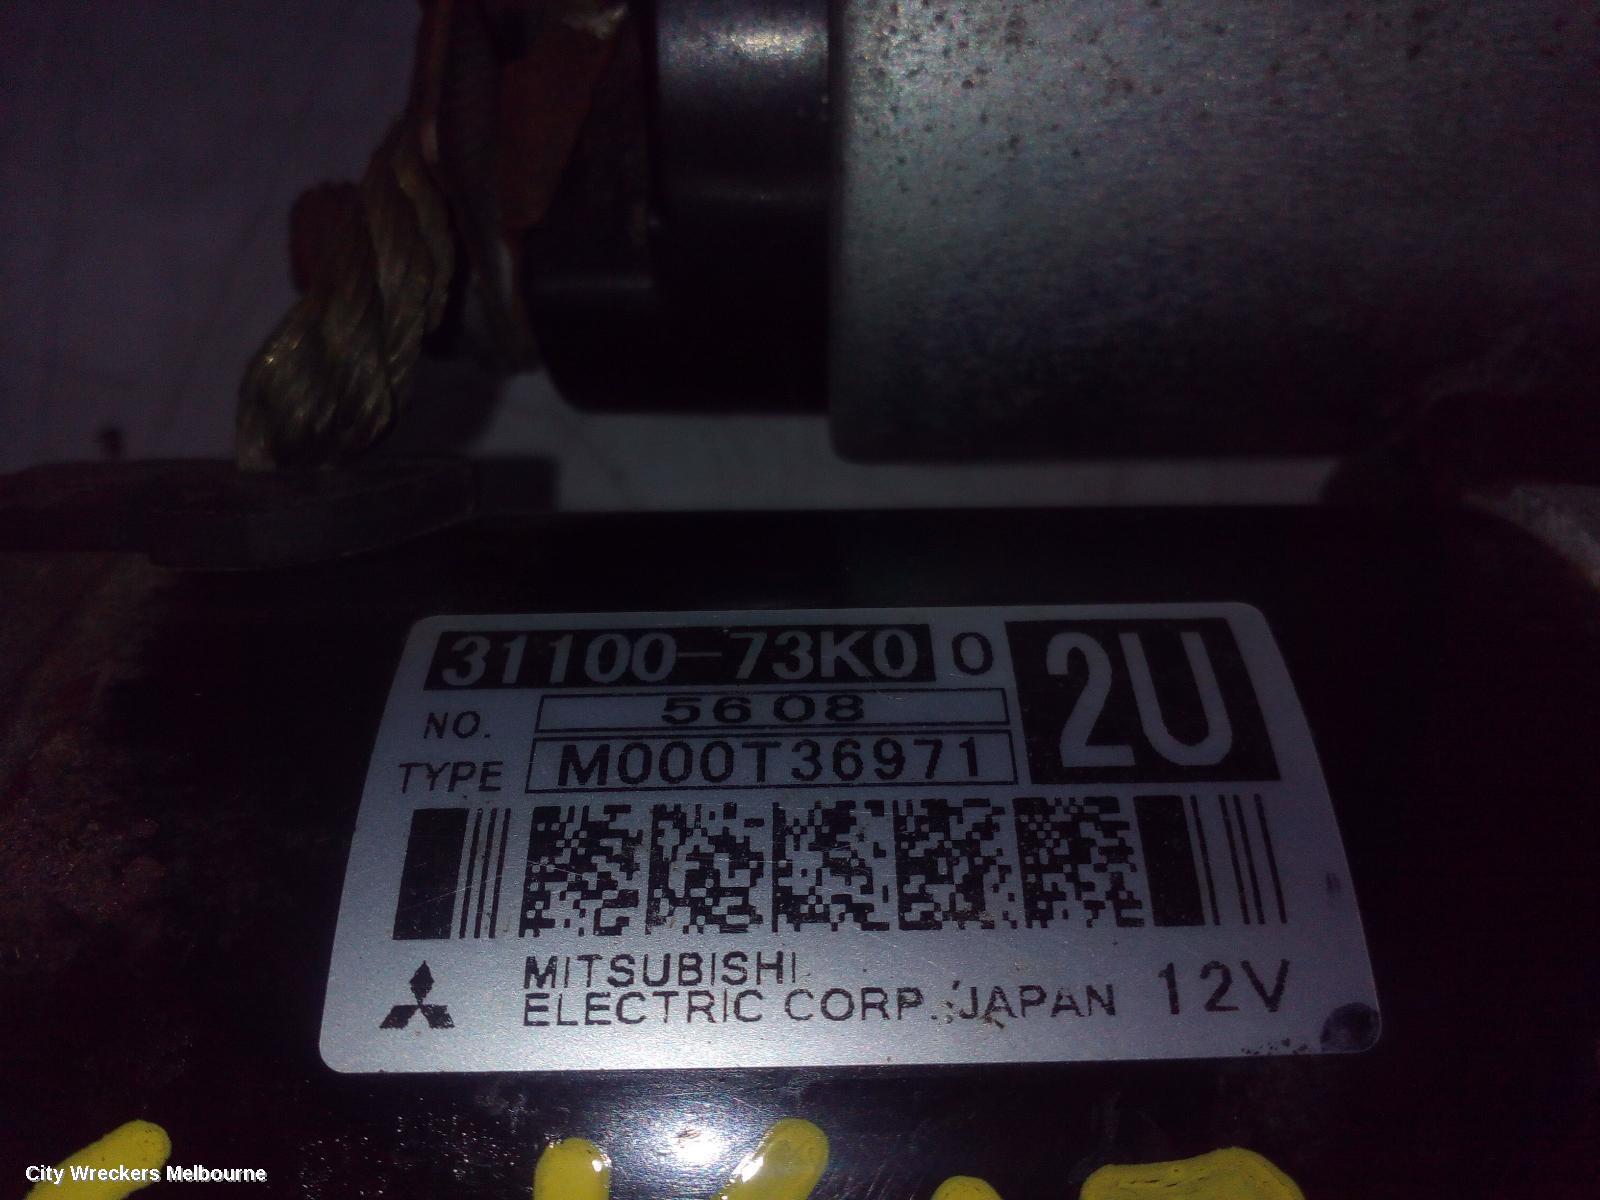 31100-73K0 0
2U
NO. 5608
TYPE M000T36971
MITSUBISHI
ELECTRIC CORP. JAPAN 12V
City Wreckers Melbourne